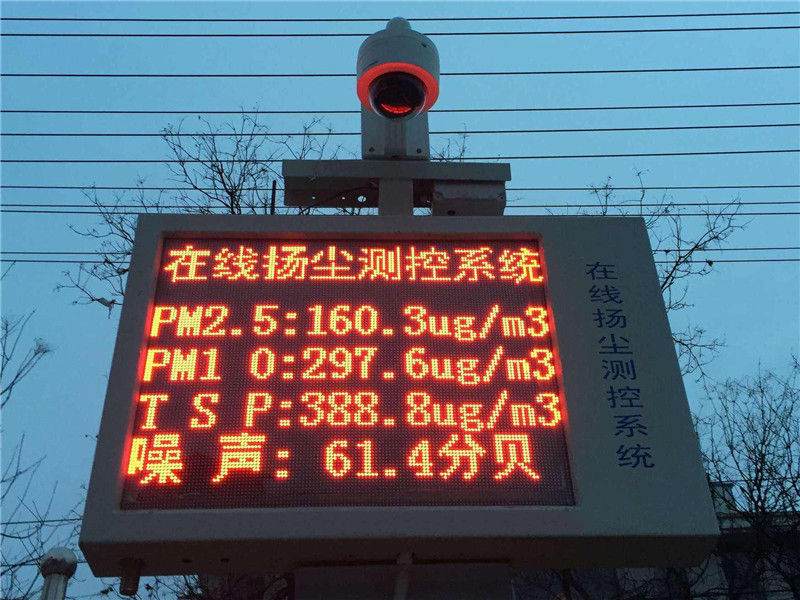 在线扬尘测控系统
PM2.5:160.3ug/m3
PM1 0:297.6ug/m3
T S P:388.8ug/m3
噪 声: 61.4分贝
在线扬尘测控系统